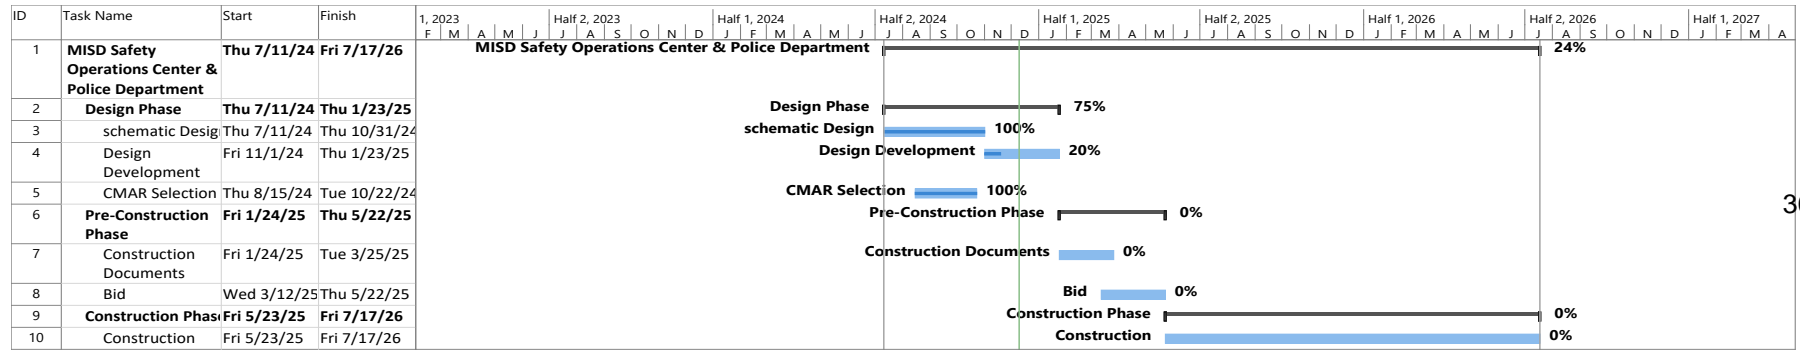 ID Task Name Start Finish 1, 2023 Half 2, 2023 Half 1, 2024 Half 2, 2024 Half 1, 2025 Half 2, 2025 Half 1, 2026 Half 2, 2026 Half 1, 2027
F M A M J J A S O N D J F M A M J J A S O N D J F M A M J J A S O N D J F M A M J J A S O N D J F M A
1 MISD Safety Thu 7/11/24 Fri 7/17/26 MISD Safety Operations Center & Police Department 24%
Operations Center &
Police Department
2 Design Phase Thu 7/11/24 Thu 1/23/25 Design Phase 75%
3 schematic Desig Thu 7/11/24 Thu 10/31/24 schematic Design 100%
4 Design Fri 11/1/24 Thu 1/23/25 Design Development 20%
Development
5 CMAR Selection Thu 8/15/24 Tue 10/22/24 CMAR Selection 100%
6 Pre-Construction Fri 1/24/25 Thu 5/22/25 Pre-Construction Phase 0%
Phase
30
7 Construction Fri 1/24/25 Tue 3/25/25 Construction Documents 0%
Documents
8 Bid Wed 3/12/25 Thu 5/22/25 Bid 0%
9 Construction Phas Fri 5/23/25 Fri 7/17/26 Construction Phase 0%
10 Construction Fri 5/23/25 Fri 7/17/26 Construction 0%